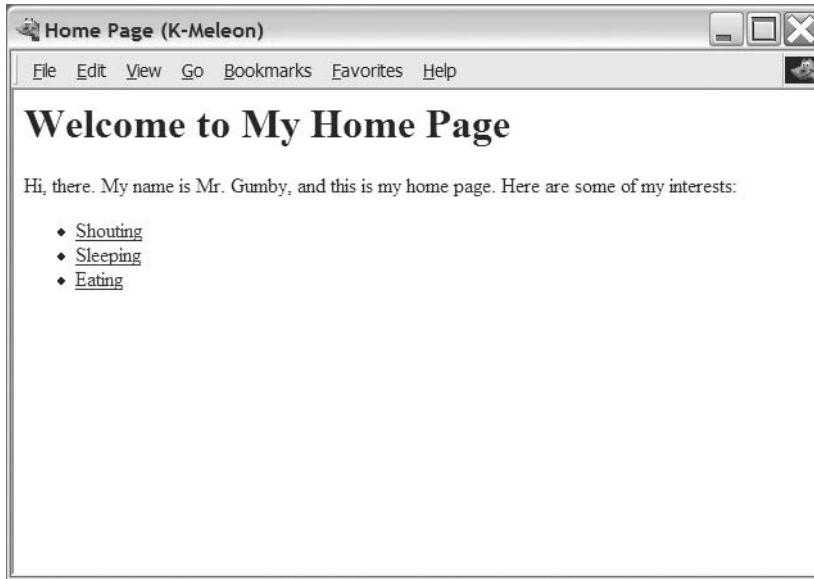 Home Page (K-Meleon)
File Edit View Go Bookmarks Favorites Help
Welcome to My Home Page
Hi, there. My name is Mr. Gumby, and this is my home page. Here are some of my interests:
Shouting
Sleeping
Eating